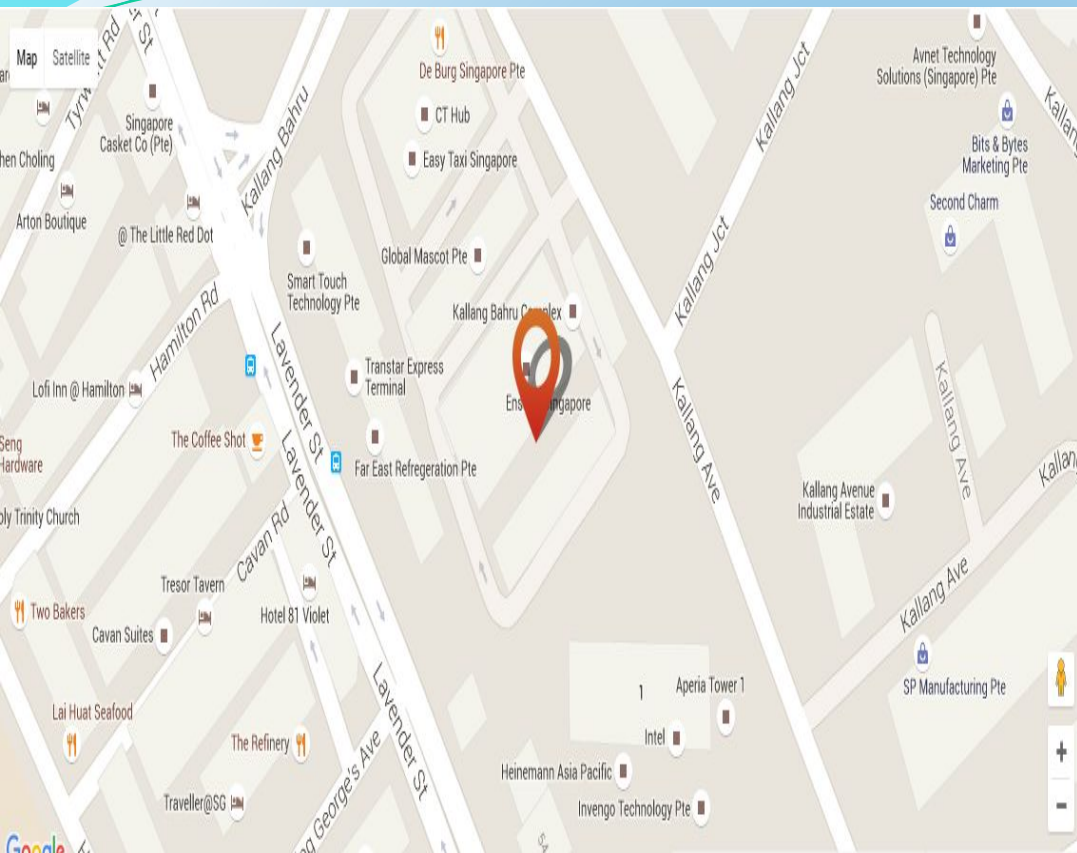 Map
Satellite
De Burg Singapore Pte
CT Hub
Easy Taxi Singapore
Singapore
Casket Co (Pte)
Kallang Bahru
Kallang Jct
Avnet Technology
Solutions (Singapore) Pte
Bits & Bytes
Marketing Pte
Second Charm
Arton Boutique
@ The Little Red Dot
Global Mascot Pte
Smart Touch
Technology Pte
Kallang Jct
Hamilton Rd
Kallang Bahru
Lavender St
Transtar Express
Terminal
Lofi Inn @ Hamilton
Singapore
Kallang Ave
Kallang Ave
The Coffee Shot
Far East Refregeration Pte
Lavender St
Kallang Avenue
Industrial Estate
Trinity Church
Cavan Rd
Tresor Tavern
Two Bakers
Hotel 81 Violet
Cavan Suites
Kallang Ave
SP Manufacturing Pte
Lai Huat Seafood
Lavender St
1
Aperia Tower 1
The Refinery
Intel
Heinemann Asia Pacific
Invengo Technology Pte
Traveller@SG
George's Ave
5A
Google